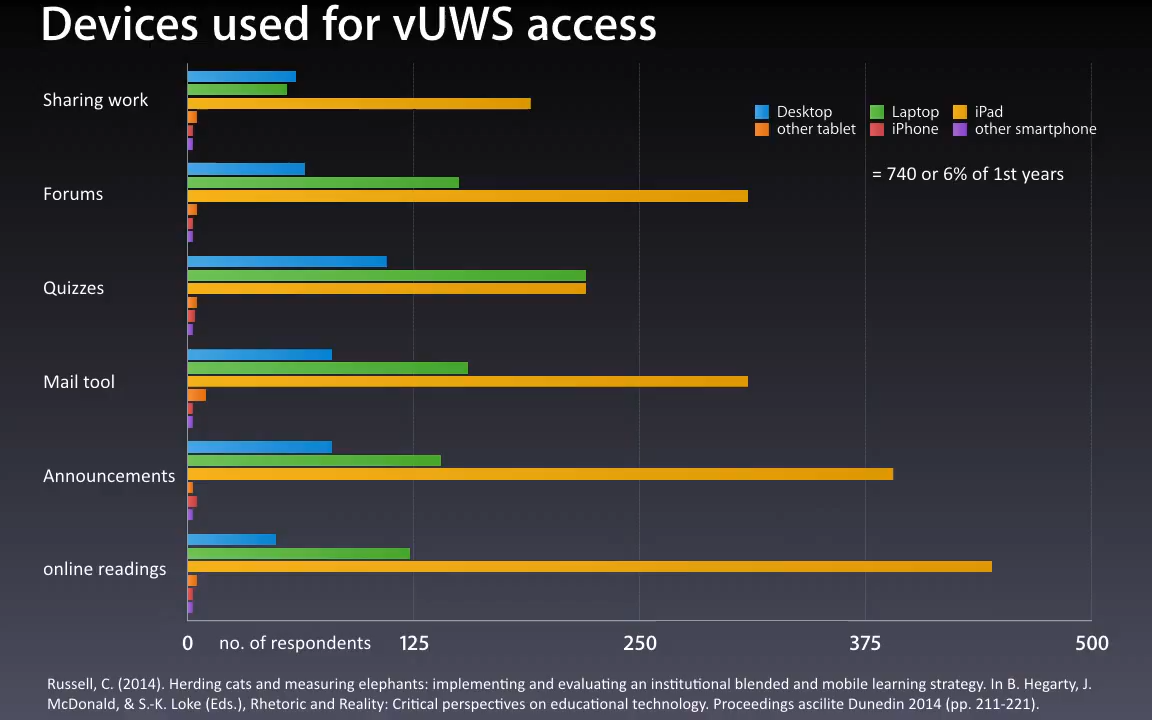 Devices used for vUWS access
Sharing work
Desktop Laptop iPad
other tablet iPhone other smartphone
= 740 or 6% of 1st years
Forums
Quizzes
Mail tool
Announcements
online readings
0 no. of respondents 125 250 375 500
Russell, C. (2014). Herding cats and measuring elephants: implementing and evaluating an institutional blended and mobile learning strategy. In B. Hegarty, J.
McDonald, & S.-K. Loke (Eds.), Rhetoric and Reality: Critical perspectives on educational technology. Proceedings ascilite Dunedin 2014 (pp. 211-221).